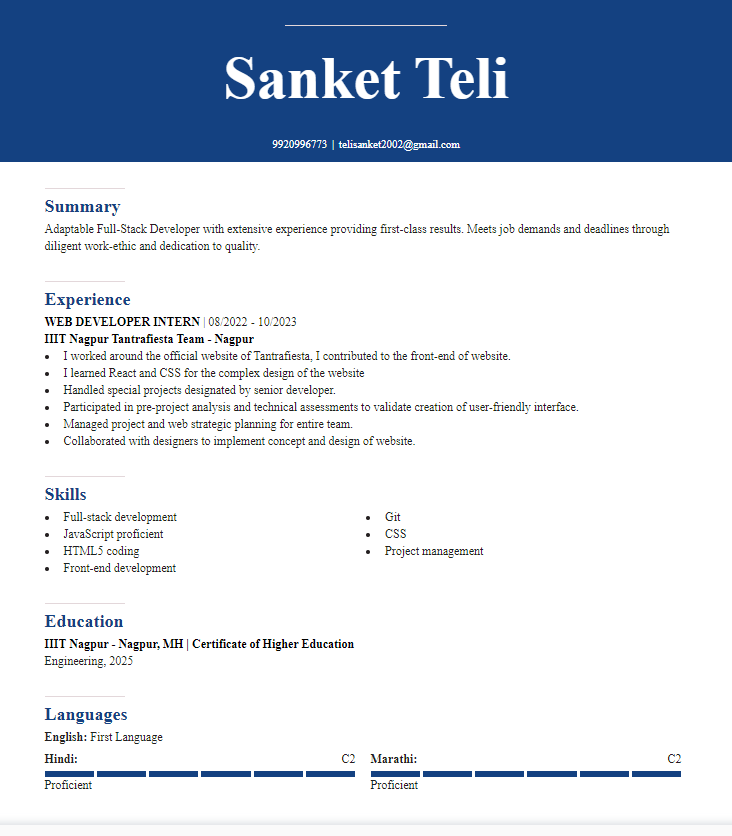 Sanket Teli
9920996773 | telisanket2002@gmail.com
Summary
Adaptable Full-Stack Developer with extensive experience providing first-class results. Meets job demands and deadlines through
diligent work-ethic and dedication to quality.
Experience
WEB DEVELOPER INTERN | 08/2022 - 10/2023
IIIT Nagpur Tantrafiesta Team - Nagpur
• I worked around the official website of Tantrafiesta, I contributed to the front-end of website.
• I learned React and CSS for the complex design of the website
• Handled special projects designated by senior developer.
• Participated in pre-project analysis and technical assessments to validate creation of user-friendly interface.
• Managed project and web strategic planning for entire team.
• Collaborated with designers to implement concept and design of website.
Skills
• Full-stack development
• JavaScript proficient
• HTML5 coding
• Front-end development
• Git
• CSS
• Project management
Education
IIIT Nagpur - Nagpur, MH | Certificate of Higher Education
Engineering, 2025
Languages
English: First Language
Hindi: C2
Proficient
Marathi: C2
Proficient